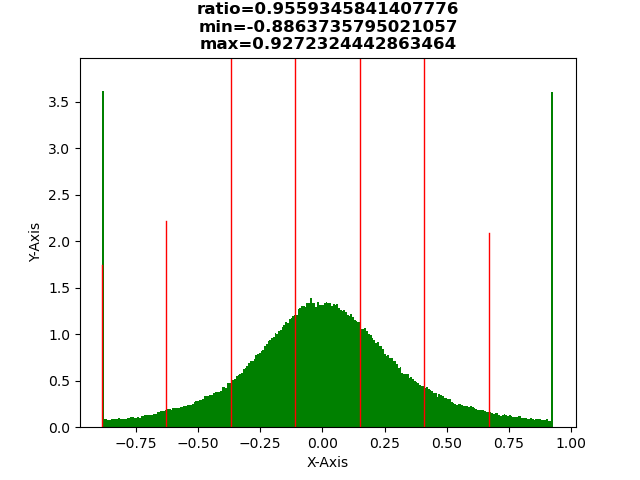 ratio=0.9559345841407776
min=-0.8863735795021057
max=0.9272324442863464
3.5
3.0
2.5
2.0
1.5
1.0
0.5
0.0
Y-Axis
−0.75 −0.50 −0.25 0.00 0.25 0.50 0.75 1.00
X-Axis